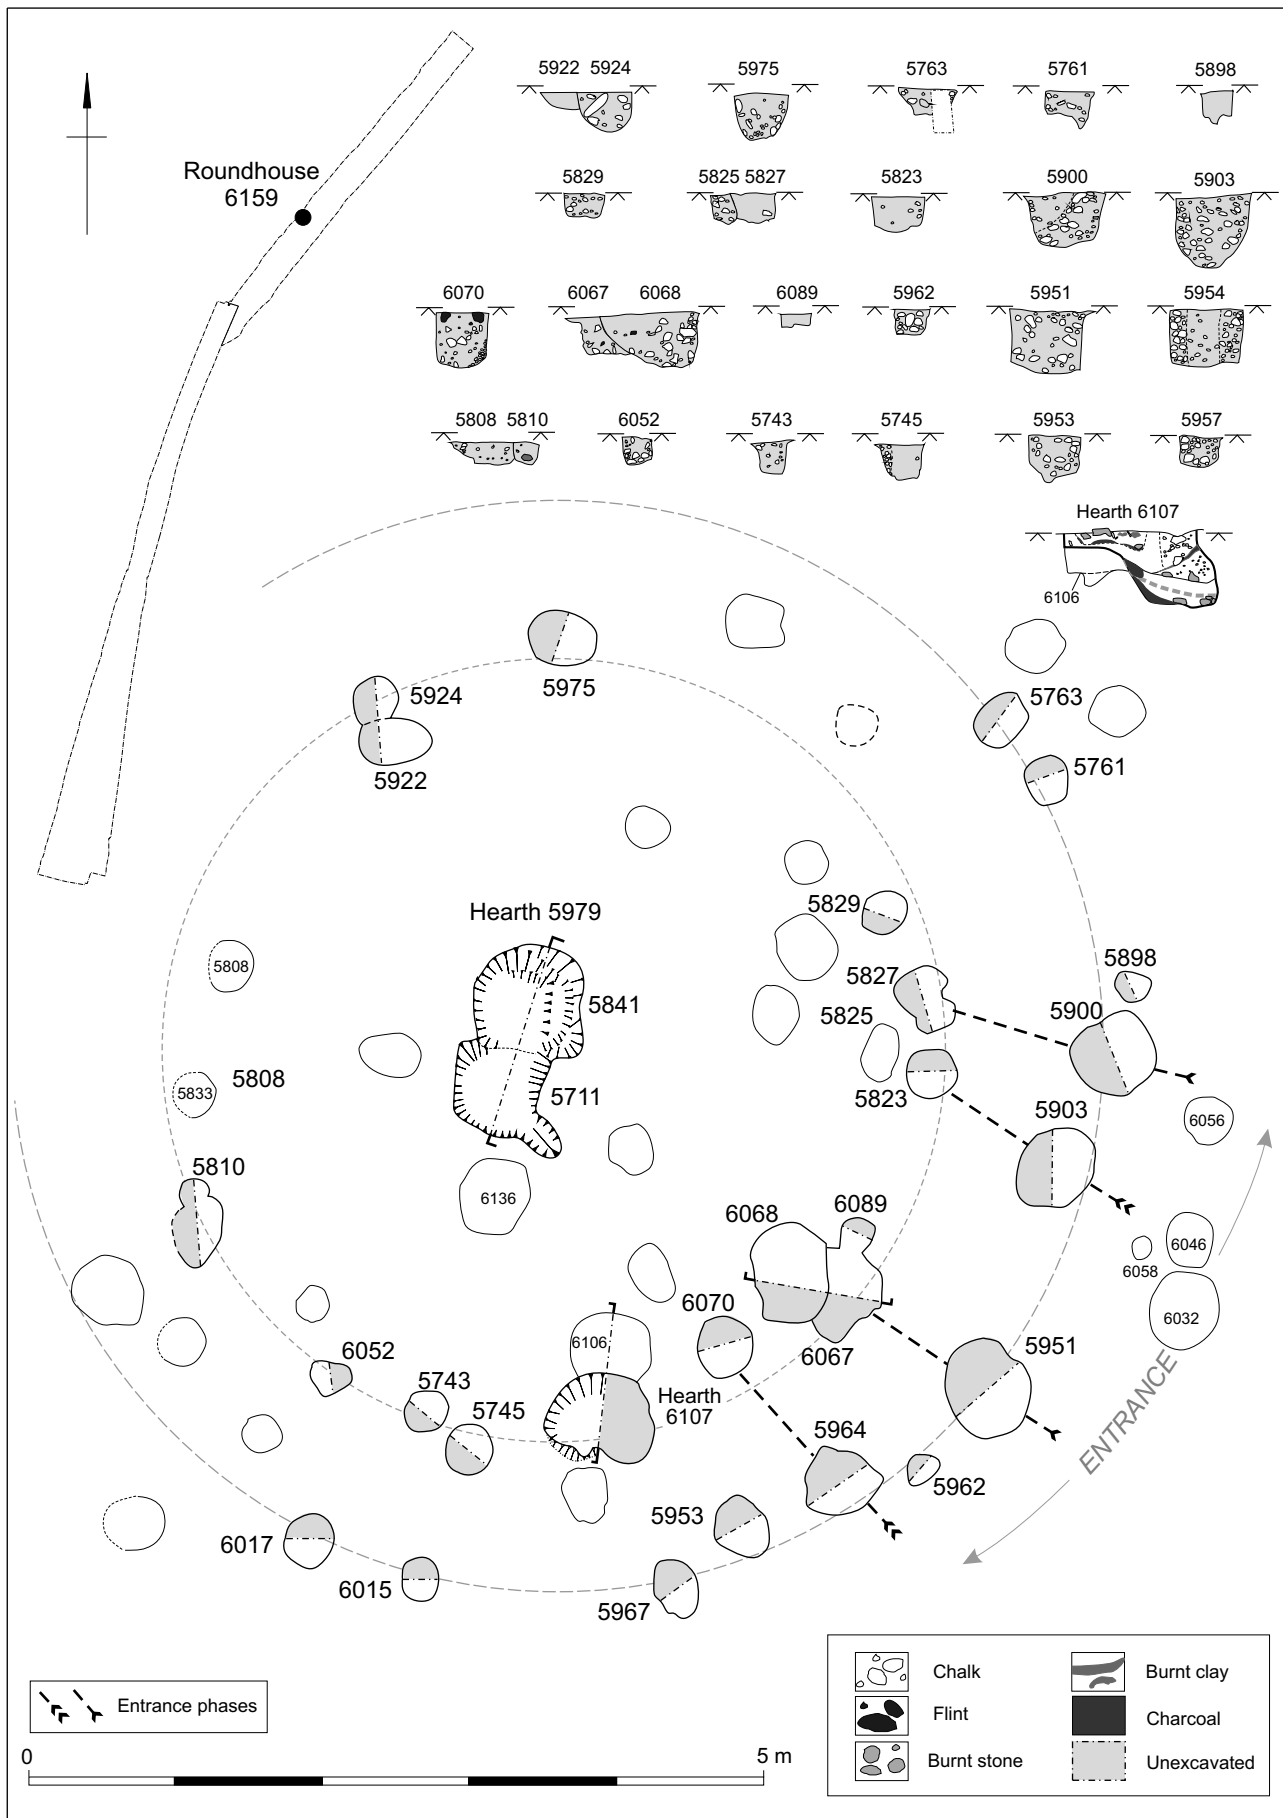 Roundhouse
6159
5922 5924 5975 5763 5761 5898
5829 5825 5827 5823 5900 5903
6070 6067 6068 6089 5962 5951 5954
5808 5810 6052 5743 5745 5953 5957
Hearth 6107
6106
5924
5975
5763
5922
5761
Hearth 5979
5829
5808
5827
5898
5841
5825
5900
5833
5808
5711
5823
5903
6056
5810
6136
6068
6089
6046
6058
6070
6032
6106
6052
6067
5951
5743
Hearth
6107
5745
5964
ENTRANCE
5962
5953
6017
6015
5967
Entrance phases
0 5 m
Chalk
Burnt clay
Flint
Charcoal
Burnt stone
Unexcavated